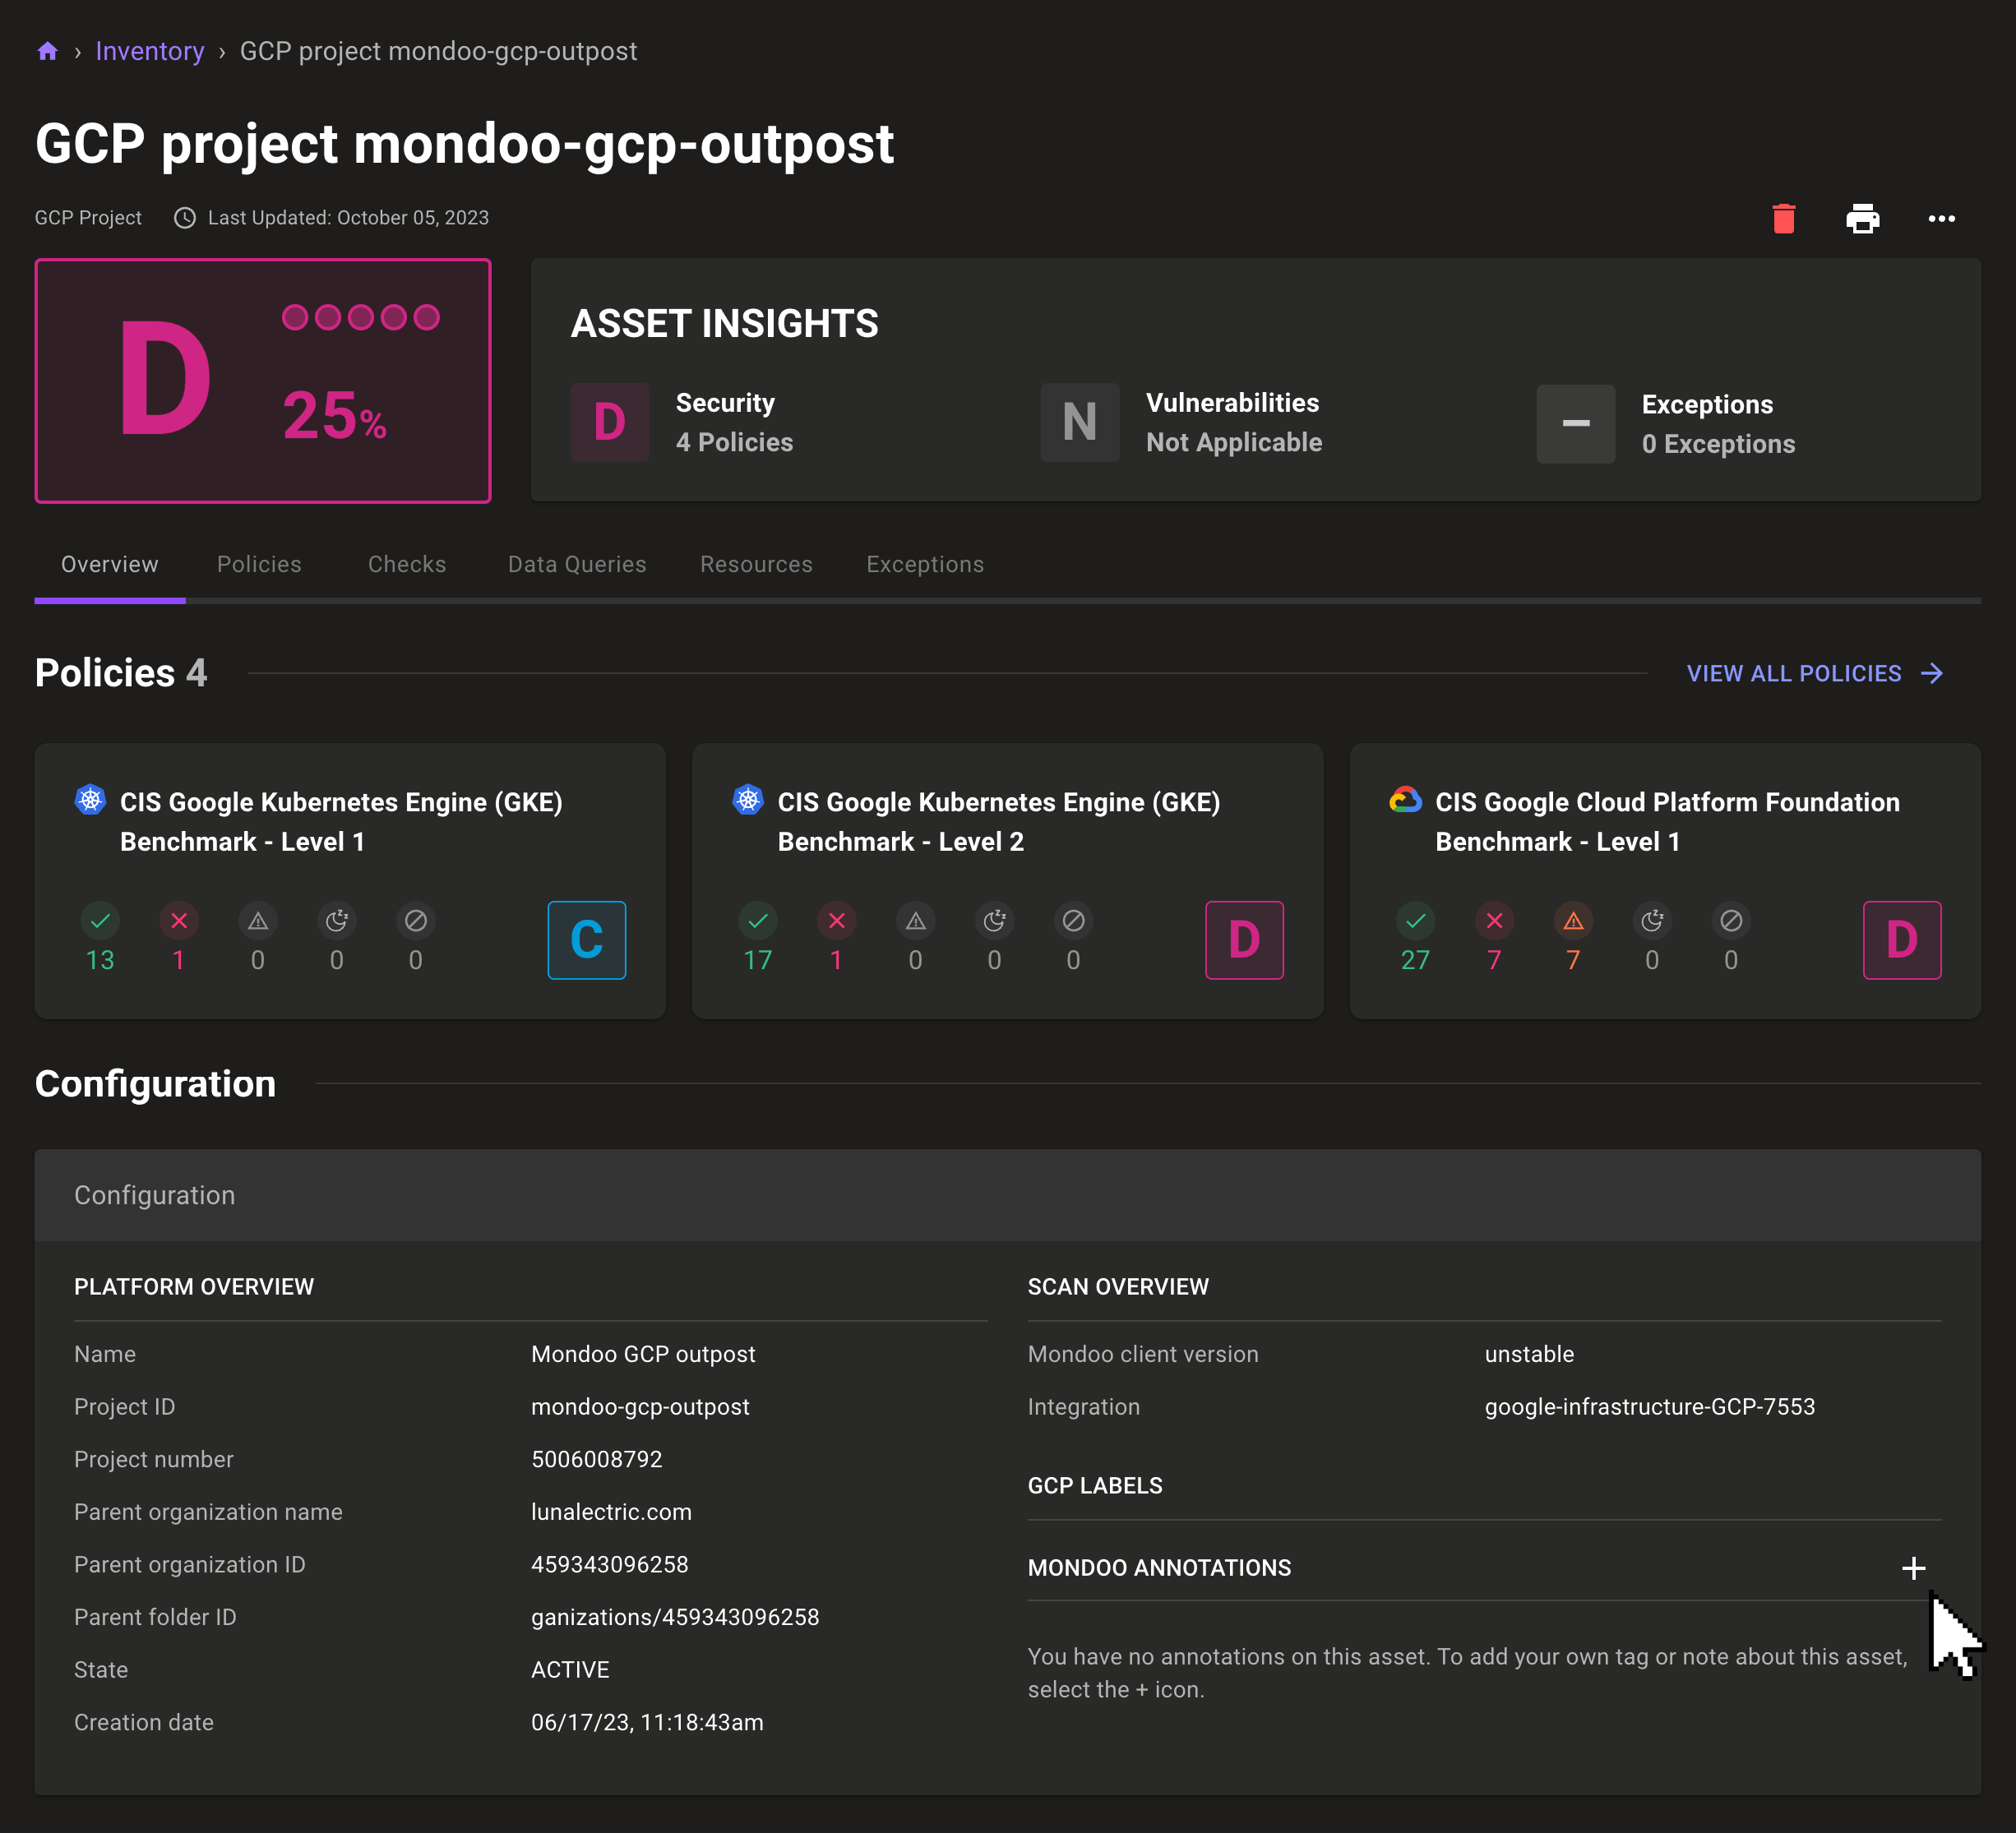 › Inventory › GCP project mondoo-gcp-outpost
GCP project mondoo-gcp-outpost
GCP Project Last Updated: October 05, 2023
D
25%
ASSET INSIGHTS
D
Security
4 Policies
N
Vulnerabilities
Not Applicable
–
Exceptions
0 Exceptions
Overview Policies Checks Data Queries Resources Exceptions
Policies 4
VIEW ALL POLICIES →
CIS Google Kubernetes Engine (GKE)
Benchmark - Level 1
13 1 0 0 0
C
CIS Google Kubernetes Engine (GKE)
Benchmark - Level 2
17 1 0 0 0
D
CIS Google Cloud Platform Foundation
Benchmark - Level 1
27 7 7 0 0
D
Configuration
Configuration
PLATFORM OVERVIEW
Name Mondoo GCP outpost
Project ID mondoo-gcp-outpost
Project number 5006008792
Parent organization name lunalectric.com
Parent organization ID 459343096258
Parent folder ID ganizations/459343096258
State ACTIVE
Creation date 06/17/23, 11:18:43am
SCAN OVERVIEW
Mondoo client version unstable
Integration google-infrastructure-GCP-7553
GCP LABELS
MONDOO ANNOTATIONS +
You have no annotations on this asset. To add your own tag or note about this asset,
select the + icon.